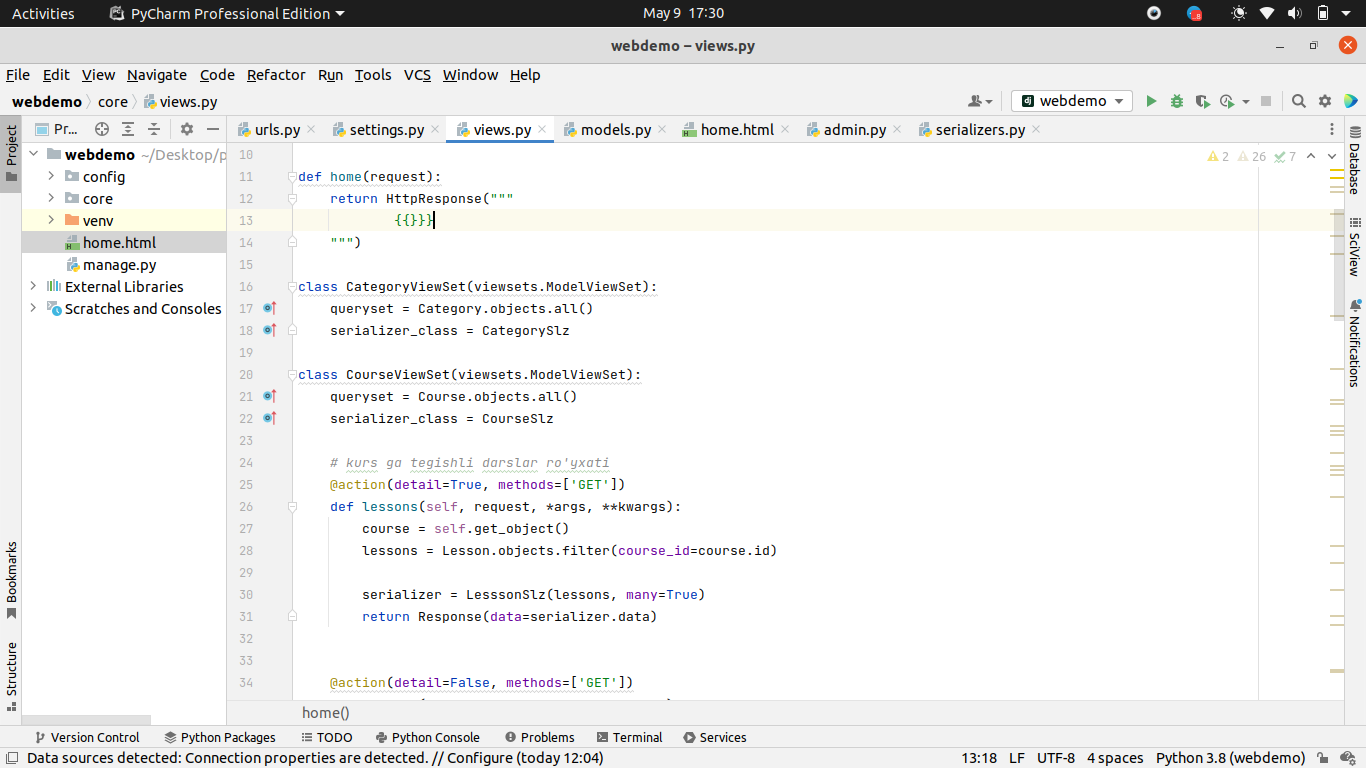 Activities PyCharm Professional Edition May 9 17:30
webdemo – views.py
File Edit View Navigate Code Refactor Run Tools VCS Window Help
webdemo core views.py webdemo
Project Pr... urls.py settings.py views.py models.py home.html admin.py serializers.py
webdemo ~/Desktop/p
config
core
venv
home.html
manage.py
External Libraries
Scratches and Consoles
2 26 7
10
11 def home(request):
12 return HttpResponse("""
13 {{}}}
14 """)
15
16 class CategoryViewSet(viewsets.ModelViewSet):
17 queryset = Category.objects.all()
18 serializer_class = CategorySlz
19
20 class CourseViewSet(viewsets.ModelViewSet):
21 queryset = Course.objects.all()
22 serializer_class = CourseSlz
23
24 # kurs ga tegishli darslar ro'yxati
25 @action(detail=True, methods=['GET'])
26 def lessons(self, request, *args, **kwargs):
27 course = self.get_object()
28 lessons = Lesson.objects.filter(course_id=course.id)
29
30 serializer = LesssonSlz(lessons, many=True)
31 return Response(data=serializer.data)
32
33
34 @action(detail=False, methods=['GET'])
home()
Bookmarks
Structure
Database
SciView
Notifications
Version Control Python Packages TODO Python Console Problems Terminal Services
Data sources detected: Connection properties are detected. // Configure (today 12:04) 13:18 LF UTF-8 4 spaces Python 3.8 (webdemo)